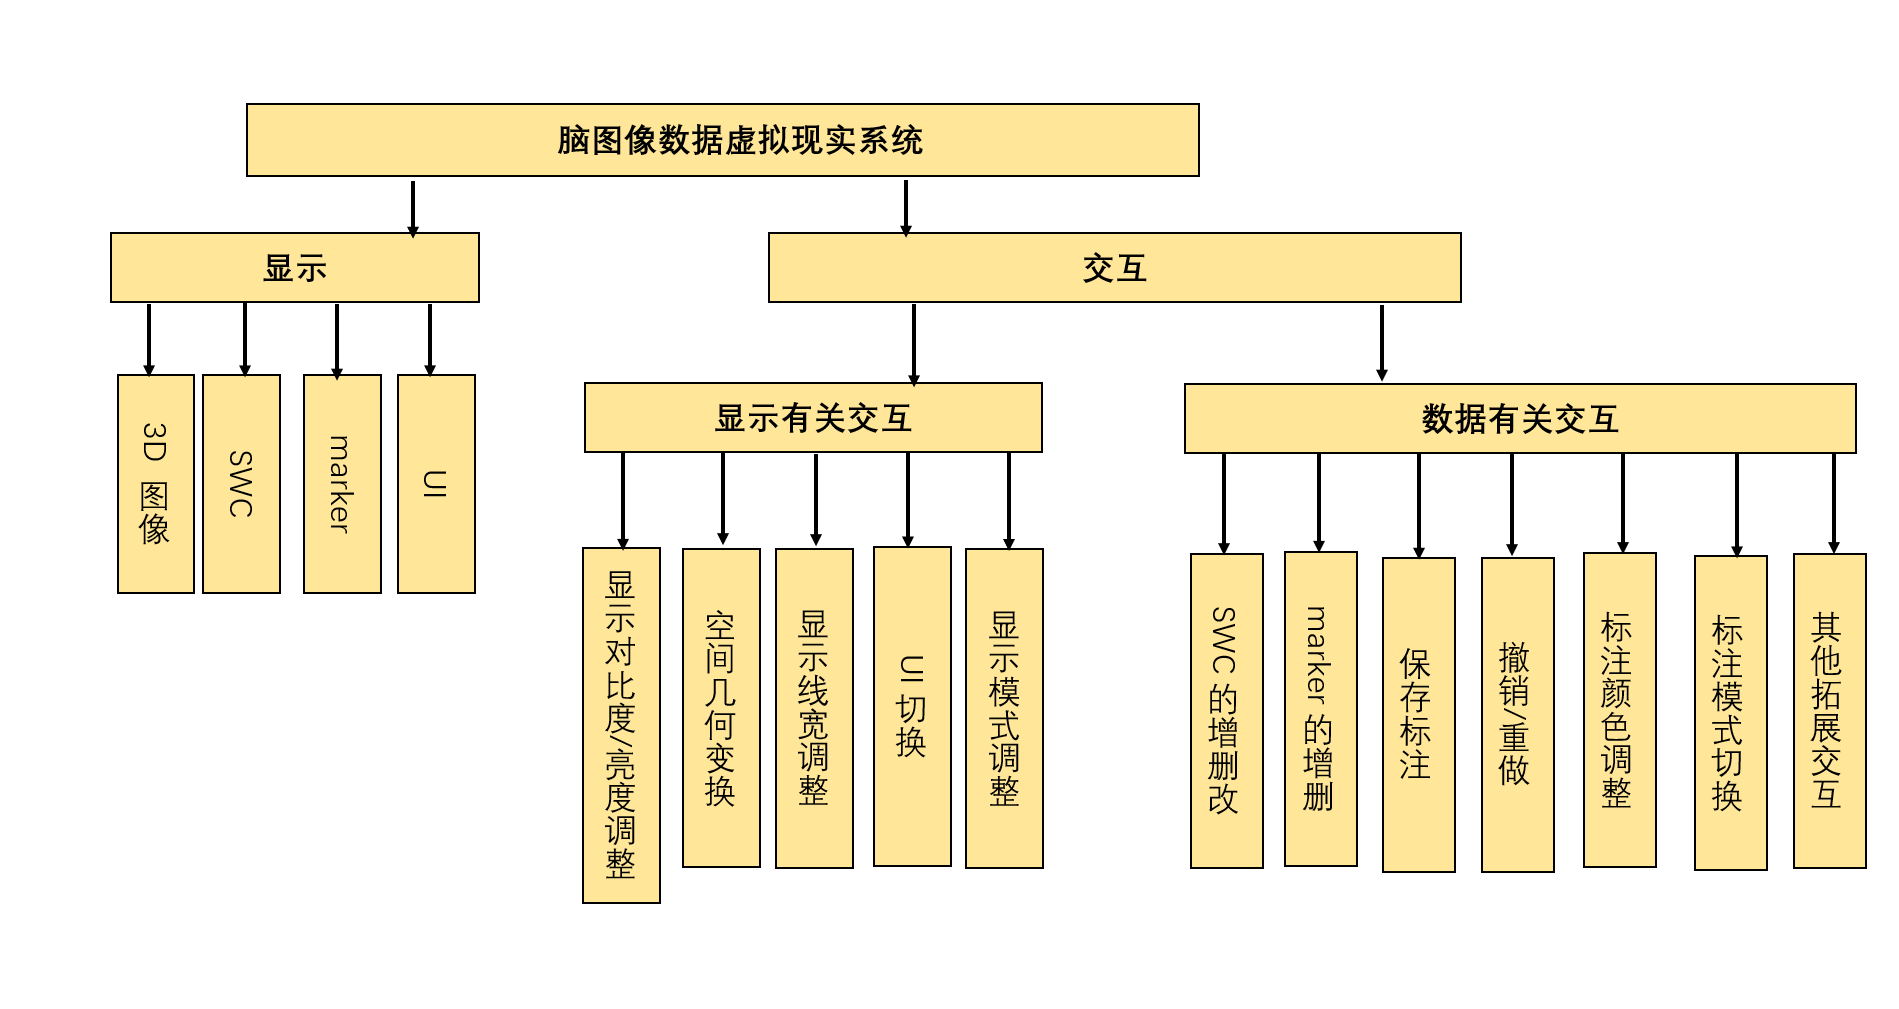 脑图像数据虚拟现实系统
显示
交互
3D 图像
SWC
marker
UI
显示有关交互
数据有关交互
显示对比度/亮度调整
空间几何变换
显示线宽调整
UI 切换
显示模式调整
SWC 的增删改
marker 的增删
保存标注
撤销/重做
标注颜色调整
标注模式切换
其他拓展交互